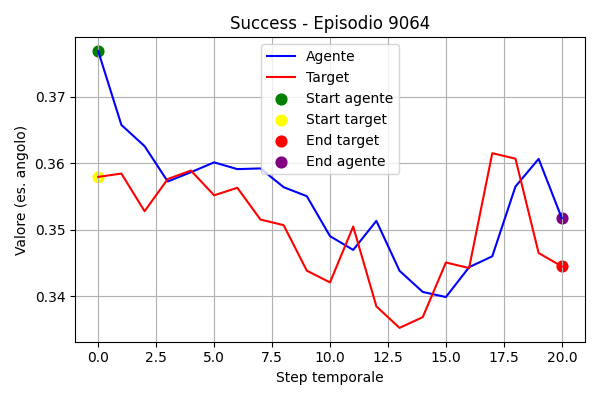 Success - Episodio 9064
Agente
Target
Start agente
Start target
End target
End agente
Valore (es. angolo)
0.37
0.36
0.35
0.34
0.0 2.5 5.0 7.5 10.0 12.5 15.0 17.5 20.0
Step temporale